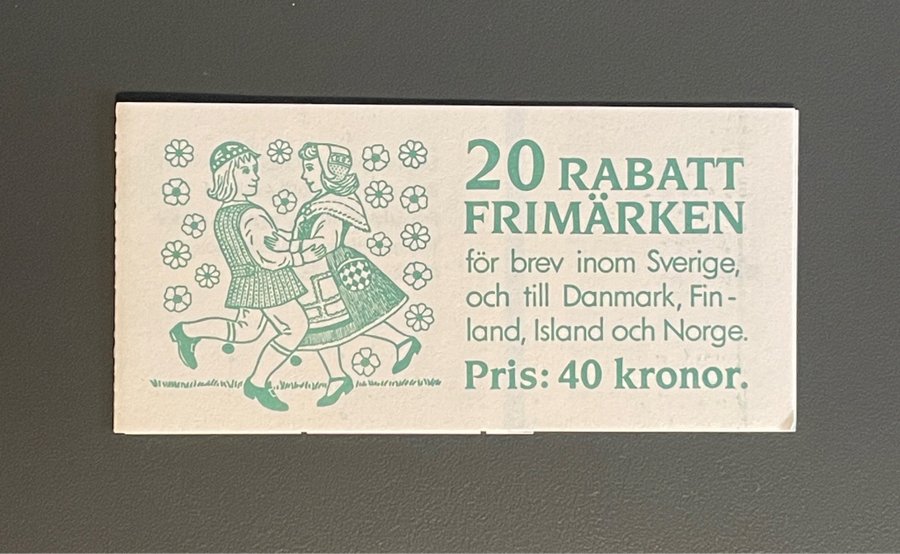 20 RABATT
FRIMÄRKEN
för brev inom Sverige,
och till Danmark, Fin-
land, Island och Norge.
Pris: 40 kronor.